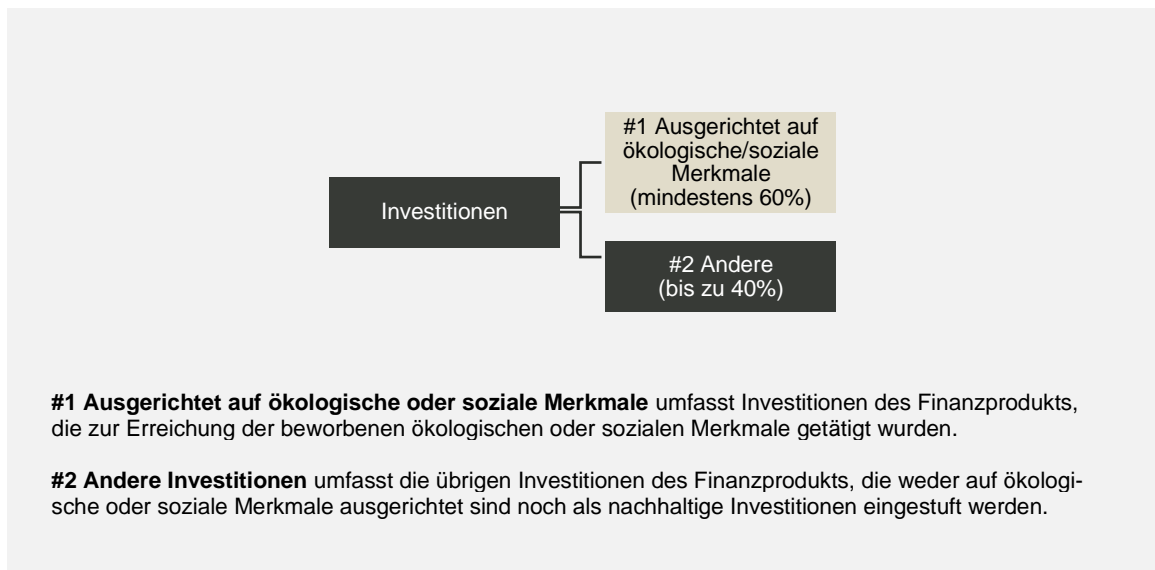 #1 Ausgerichtet auf
ökologische/soziale
Merkmale
(mindestens 60%)
Investitionen
#2 Andere
(bis zu 40%)
#1 Ausgerichtet auf ökologische oder soziale Merkmale umfasst Investitionen des Finanzprodukts,
die zur Erreichung der beworbenen ökologischen oder sozialen Merkmale getätigt wurden.
#2 Andere Investitionen umfasst die übrigen Investitionen des Finanzprodukts, die weder auf ökologi-
sche oder soziale Merkmale ausgerichtet sind noch als nachhaltige Investitionen eingestuft werden.